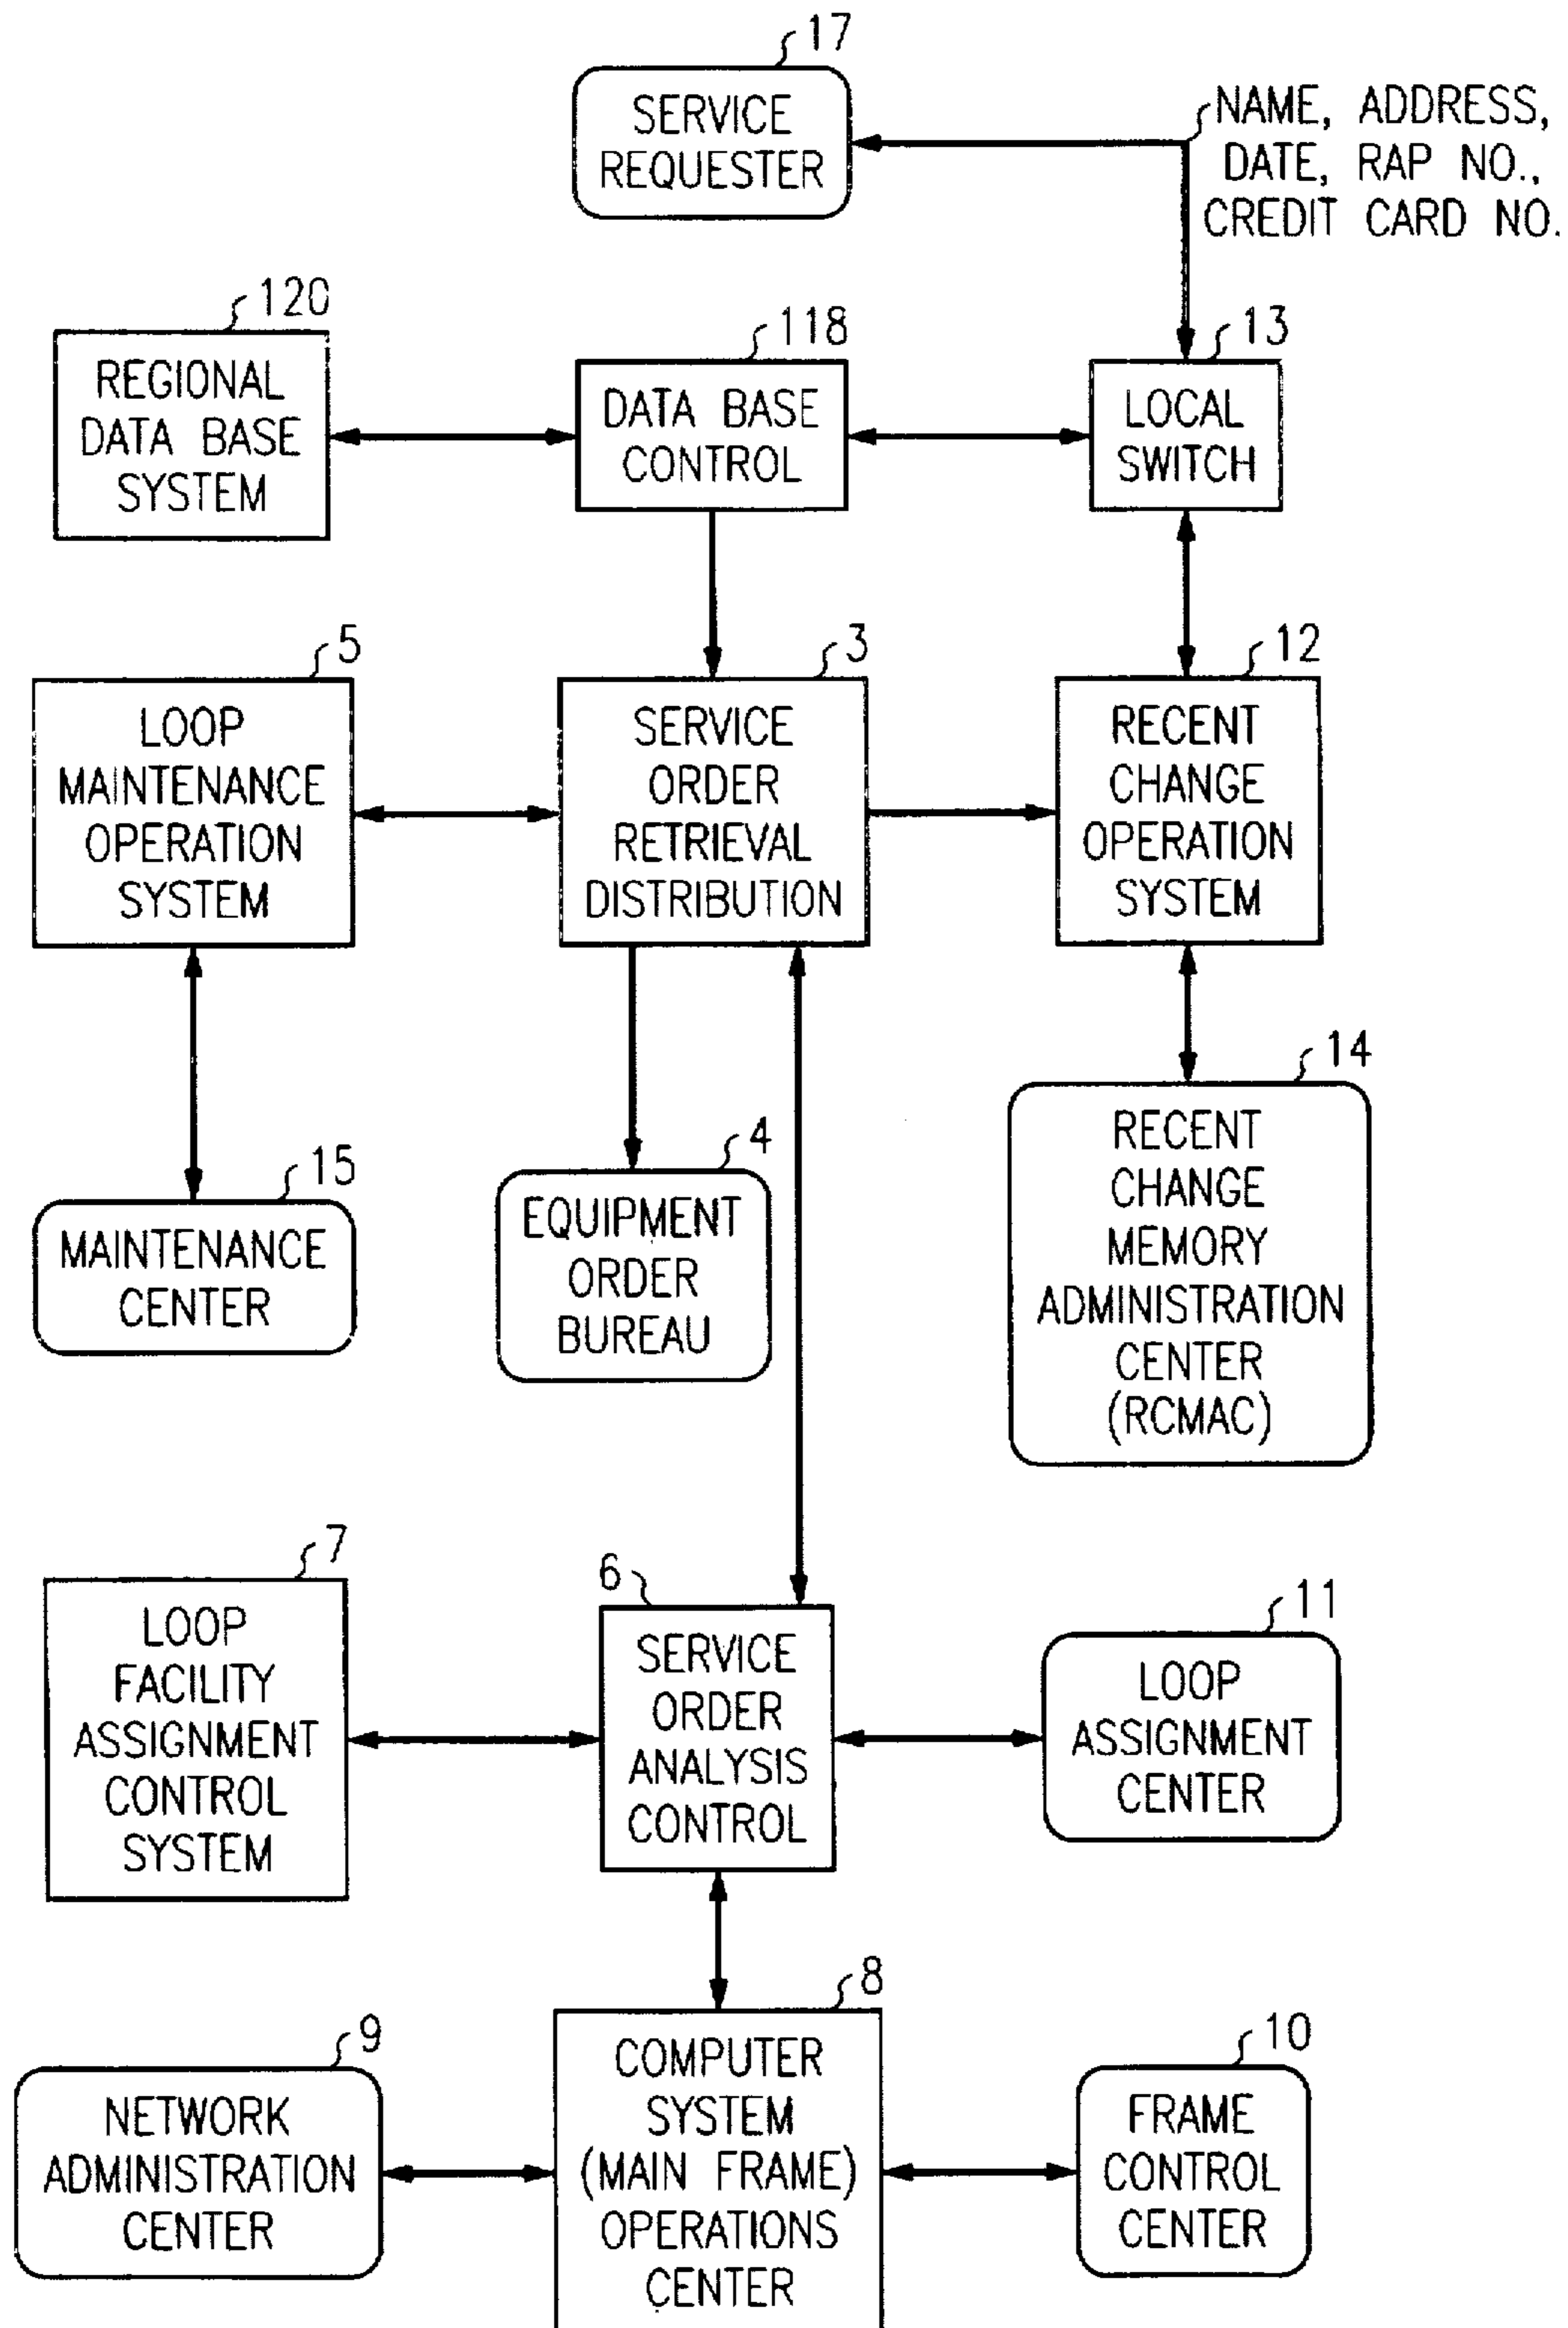 17
SERVICE
REQUESTER
NAME, ADDRESS,
DATE, RAP NO.,
CREDIT CARD NO.
120
REGIONAL
DATA BASE
SYSTEM
118
DATA BASE
CONTROL
13
LOCAL
SWITCH
5
LOOP
MAINTENANCE
OPERATION
SYSTEM
3
SERVICE
ORDER
RETRIEVAL
DISTRIBUTION
12
RECENT
CHANGE
OPERATION
SYSTEM
15
MAINTENANCE
CENTER
4
EQUIPMENT
ORDER
BUREAU
14
RECENT
CHANGE
MEMORY
ADMINISTRATION
CENTER
(RCMAC)
7
LOOP
FACILITY
ASSIGNMENT
CONTROL
SYSTEM
6
SERVICE
ORDER
ANALYSIS
CONTROL
11
LOOP
ASSIGNMENT
CENTER
9
NETWORK
ADMINISTRATION
CENTER
8
COMPUTER
SYSTEM
(MAIN FRAME)
OPERATIONS
CENTER
10
FRAME
CONTROL
CENTER